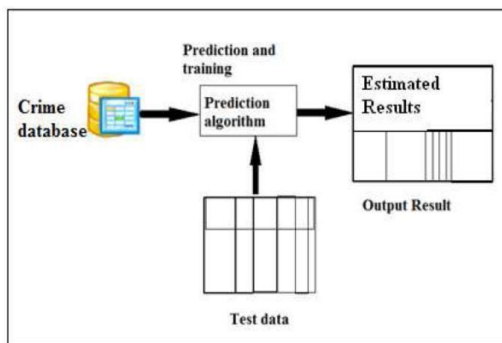 Prediction and
training
Crime
database
Prediction
algorithm
Estimated
Results
Output Result
Test data